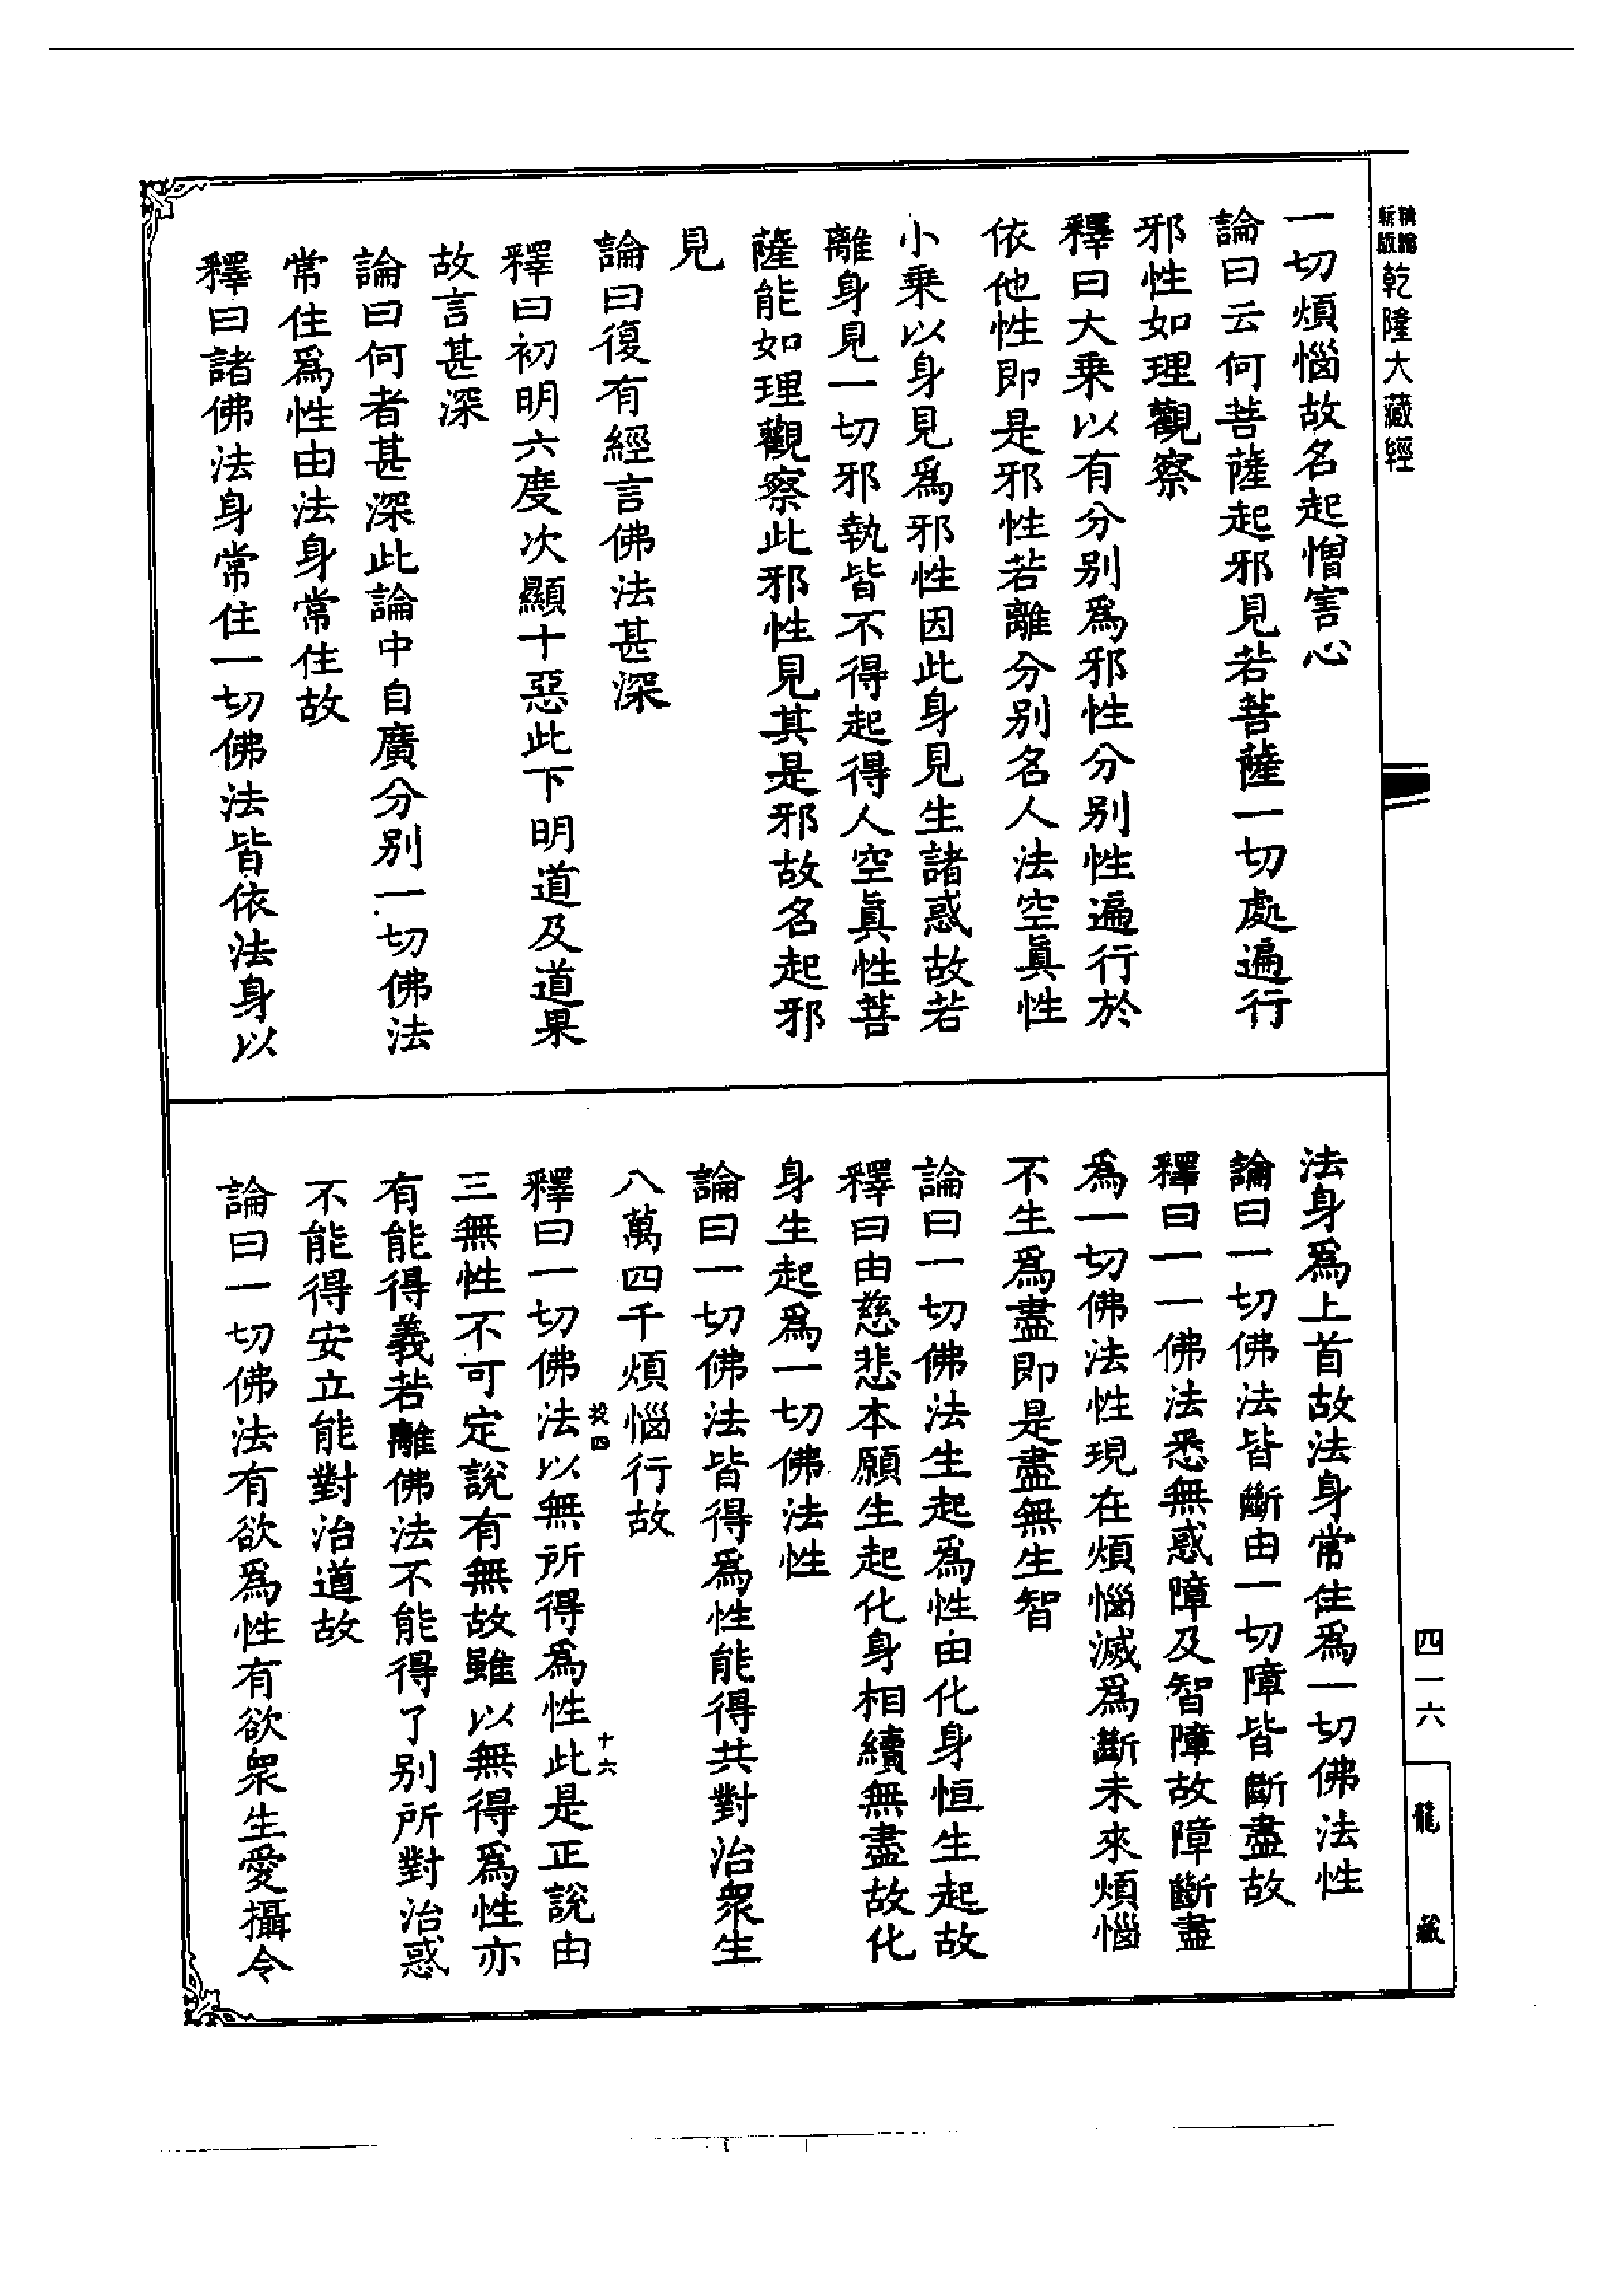 新版精縮乾隆大藏經
一切煩惱故名起憎害心
論曰云何菩薩起邪見若菩薩一切處遍行
邪性如理觀察
釋曰大乗以有分别爲邪性分别性遍行於
依他性即是邪性若離分别名人法空眞性
小乗以身見爲邪性因此身見生諸惑故若
離身見一切邪執皆不得起得人空眞性菩
薩能如理觀察此邪性見其是邪故名起邪
見
論曰復有經言佛法甚深
釋曰初明六度次顯十惡此下明道及道果
故言甚深
論曰何者甚深此論中自廣分别一切佛法
常住爲性由法身常住故
釋曰諸佛法身常住一切佛法皆依法身以
法身爲上首故法身常住爲一切佛法性
論曰一切佛法皆斷由一切障皆斷盡故
釋曰一一佛法悉無惑障及智障故障斷盡
爲一切佛法性現在煩惱滅爲斷未來煩惱
不生爲盡即是盡無生智
論曰一切佛法生起爲性由化身恒生起故
釋曰由慈悲本願生起化身相續無盡故化
身生起爲一切佛法性
論曰一切佛法皆得爲性能得共對治衆生
八萬四千煩惱行故
投四 十六
釋曰一切佛法以無所得爲性此是正説由
三無性不可定説有無故雖以無得爲性亦
有能得義若離佛法不能得了别所對治惑
不能得安立能對治道故
論曰一切佛法有欲爲性有欲衆生愛攝令
四一六
龍藏